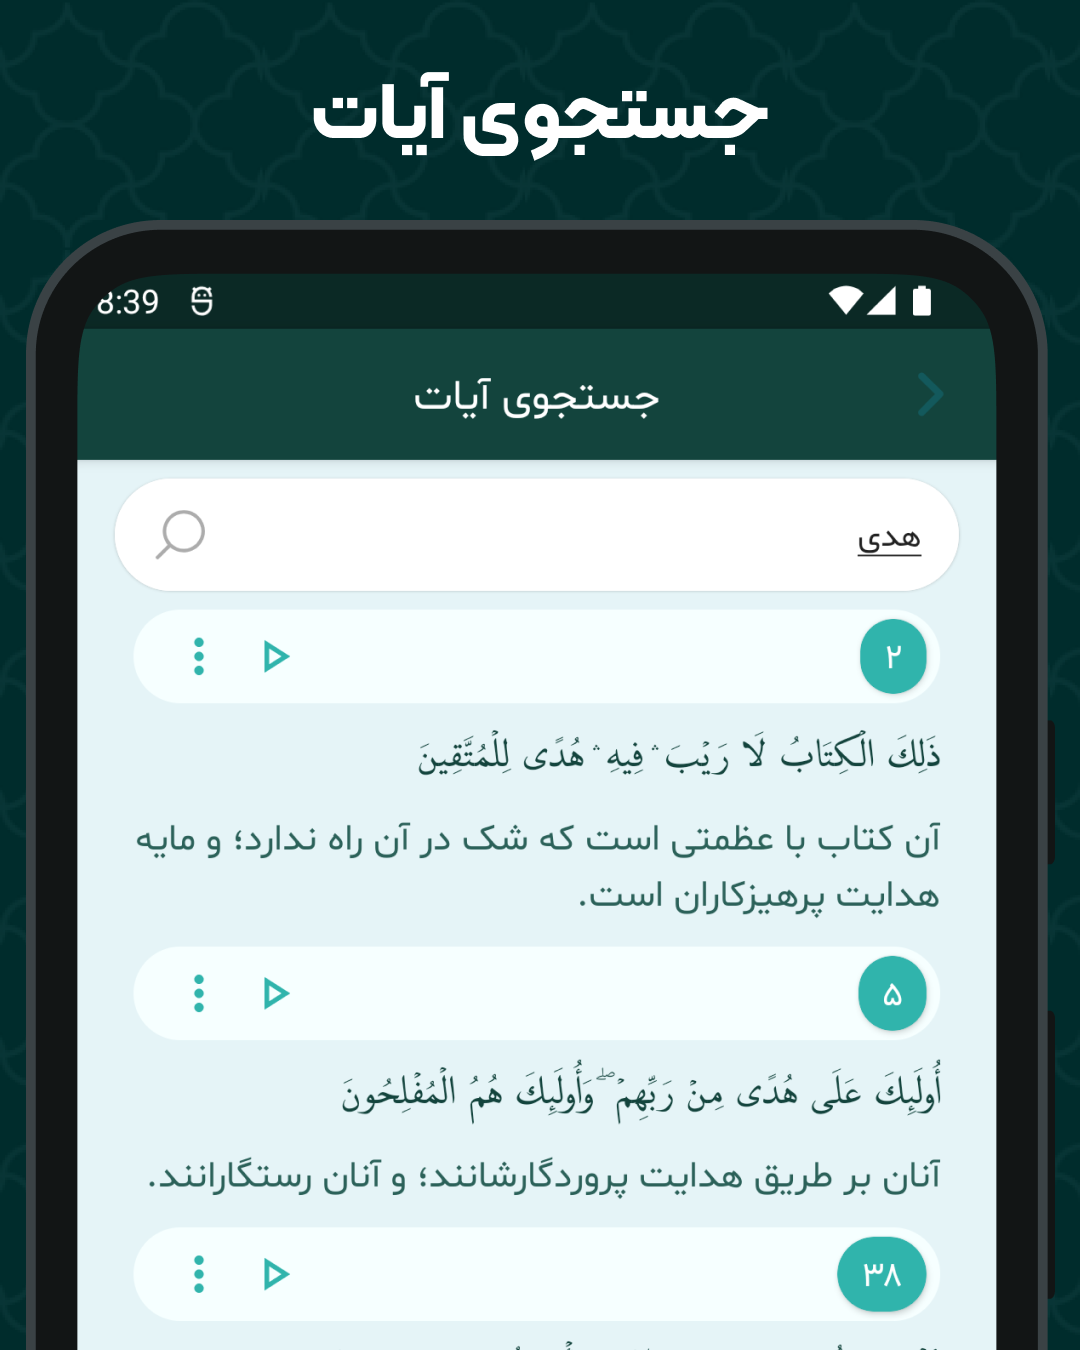 جستجوی آیات
8:39
جستجوی آیات
هدی
۲
ذَلِكَ الْكِتَابُ لَا رَيْبَ ۛ فِيهِ ۛ هُدًى لِلْمُتَّقِينَ
آن کتاب با عظمتی است که شک در آن راه ندارد؛ و مایه
هدایت پرهیزکاران است.
۵
أُولَئِكَ عَلَى هُدًى مِنْ رَبِّهِمْ ۖ وَأُولَئِكَ هُمُ الْمُفْلِحُونَ
آنان بر طریق هدایت پروردگارشانند؛ و آنان رستگارانند.
۳۸